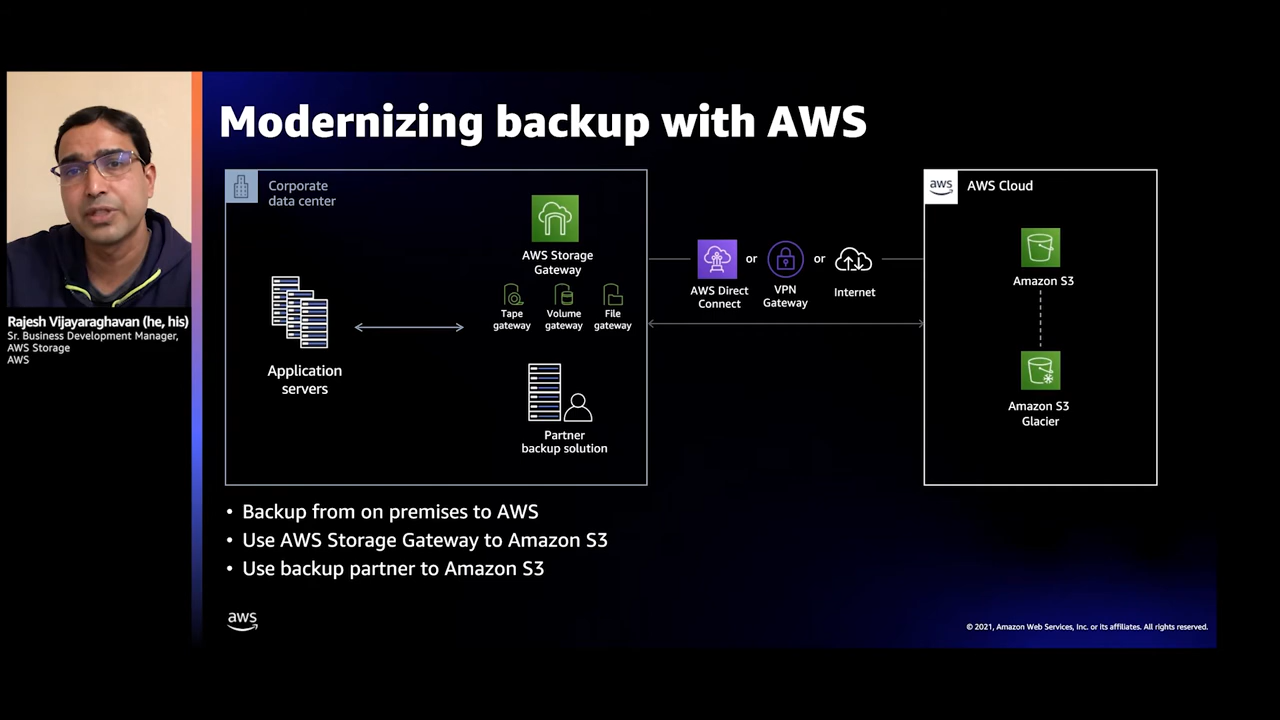 Modernizing backup with AWS
Corporate
data center
aws
AWS Cloud
AWS Storage
Gateway
Tape
gateway
Volume
gateway
File
gateway
Application
servers
Partner
backup solution
AWS Direct
Connect
or
VPN
Gateway
or
Internet
Amazon S3
Amazon S3
Glacier
Rajesh Vijayaraghavan (he, his)
Sr. Business Development Manager,
AWS Storage
AWS
• Backup from on premises to AWS
• Use AWS Storage Gateway to Amazon S3
• Use backup partner to Amazon S3
aws
© 2021, Amazon Web Services, Inc. or its affiliates. All rights reserved.